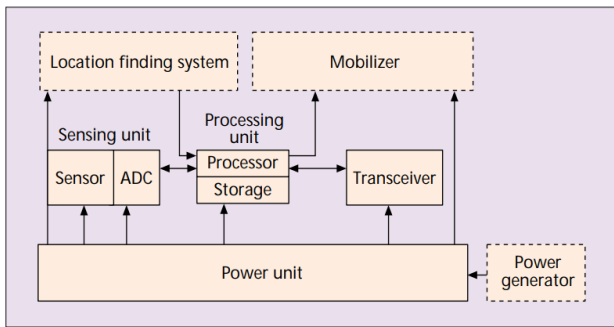 Location finding system
Mobilizer
Sensing unit
Processing
unit
Sensor
ADC
Processor
Storage
Transceiver
Power unit
Power
generator